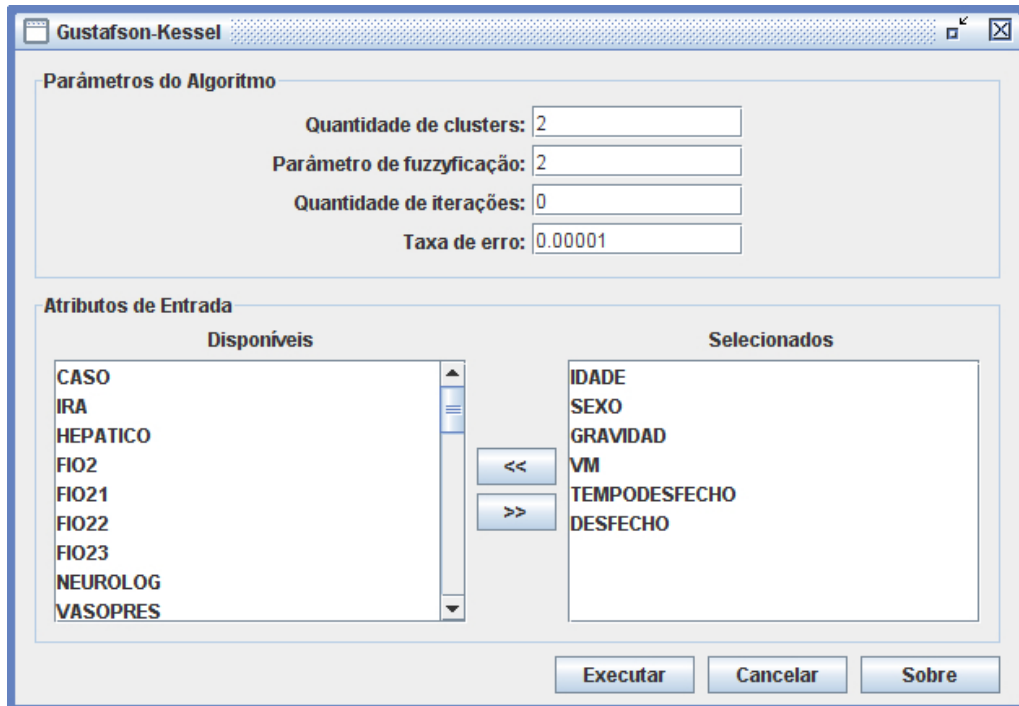 Gustafson-Kessel
Parâmetros do Algoritmo
Quantidade de clusters: 2
Parâmetro de fuzzyficação: 2
Quantidade de iterações: 0
Taxa de erro: 0.00001
Atributos de Entrada
Disponíveis
CASO
IRA
HEPATICO
FIO2
FIO21
FIO22
FIO23
NEUROLOG
VASOPRES
<<
>>
Selecionados
IDADE
SEXO
GRAVIDAD
VM
TEMPODESFECHO
DESFECHO
Executar Cancelar Sobre